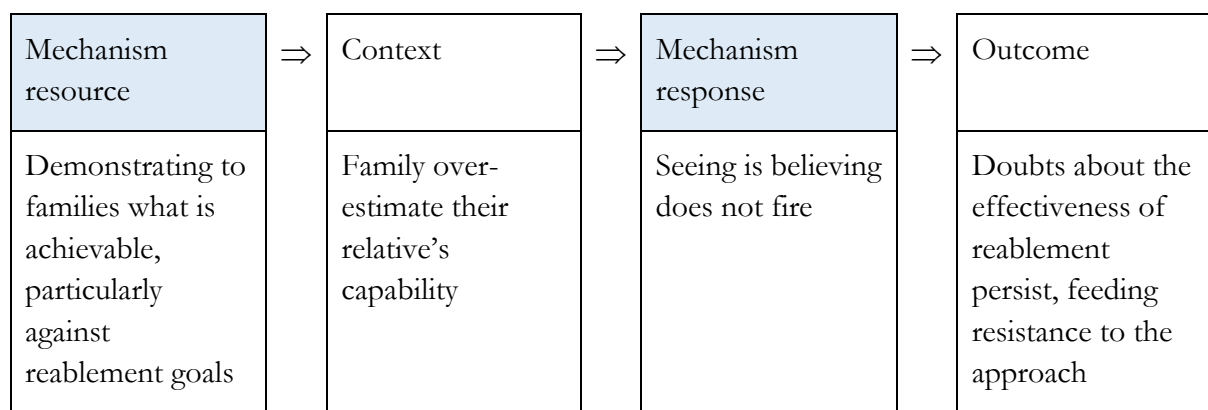 Mechanism
resource
⇒
Context
⇒
Mechanism
response
⇒
Outcome
Demonstrating to
families what is
achievable,
particularly
against
reablement goals
Family over-
estimate their
relative’s
capability
Seeing is believing
does not fire
Doubts about the
effectiveness of
reablement
persist, feeding
resistance to the
approach